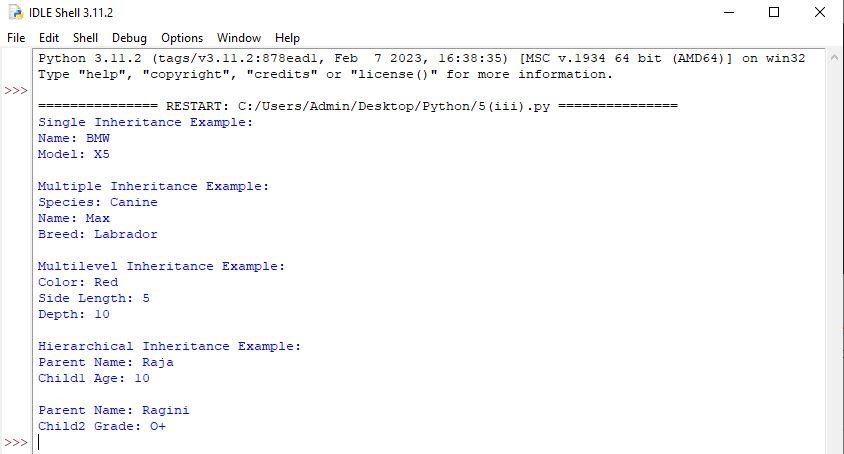 IDLE Shell 3.11.2
File Edit Shell Debug Options Window Help
Python 3.11.2 (tags/v3.11.2:878ead1, Feb  7 2023, 16:38:35) [MSC v.1934 64 bit (AMD64)] on win32
Type "help", "copyright", "credits" or "license()" for more information.
>>>
=============== RESTART: C:/Users/Admin/Desktop/Python/5(iii).py ===============
Single Inheritance Example:
Name: BMW
Model: X5
Multiple Inheritance Example:
Species: Canine
Name: Max
Breed: Labrador
Multilevel Inheritance Example:
Color: Red
Side Length: 5
Depth: 10
Hierarchical Inheritance Example:
Parent Name: Raja
Child1 Age: 10
Parent Name: Ragini
Child2 Grade: O+
>>>